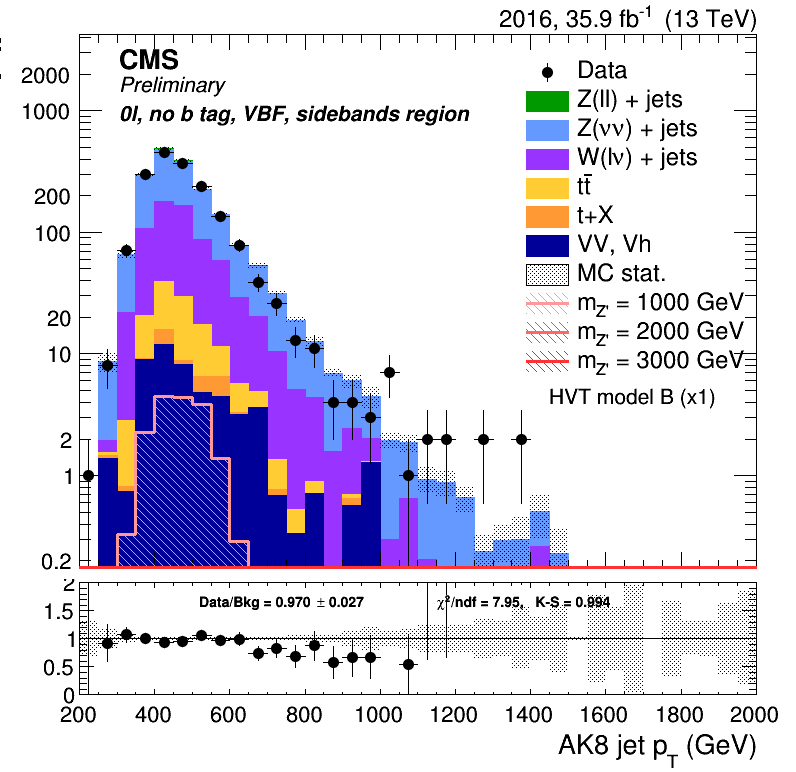 2016, 35.9 fb⁻¹ (13 TeV)
CMS
Preliminary
0l, no b tag, VBF, sidebands region
Data
Z(ll) + jets
Z(νν) + jets
W(lν) + jets
tt̄
t+X
VV, Vh
MC stat.
m_Z' = 1000 GeV
m_Z' = 2000 GeV
m_Z' = 3000 GeV
HVT model B (x1)
2000
1000
200
100
20
10
2
1
0.2
Data/Bkg = 0.970 ± 0.027
χ²/ndf = 7.95, K-S = 0.994
2
1.5
1
0.5
0
200 400 600 800 1000 1200 1400 1600 1800 2000
AK8 jet p_T (GeV)